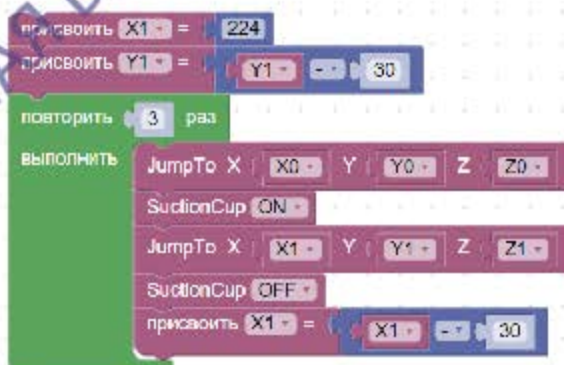 присвоить X1 = 224
присвоить Y1 = Y1 - 30
повторить 3 раз
выполнить JumpTo X X0 Y Y0 Z Z0
SuctionCup ON
JumpTo X X1 Y Y1 Z Z1
SuctionCup OFF
присвоить X1 = X1 - 30